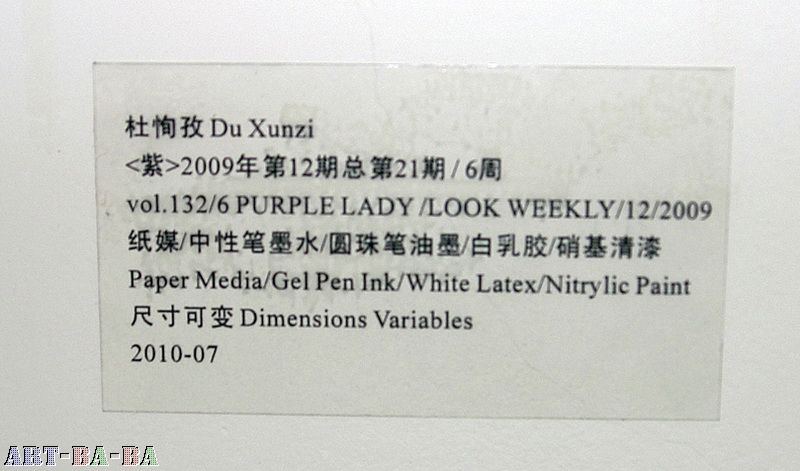 杜恂孜 Du Xunzi
<紫>2009年第12期总第21期 / 6周
vol.132/6 PURPLE LADY /LOOK WEEKLY/12/2009
纸媒/中性笔墨水/圆珠笔油墨/白乳胶/硝基清漆
Paper Media/Gel Pen Ink/White Latex/Nitrylic Paint
尺寸可变 Dimensions Variables
2010-07
ART-BA-BA